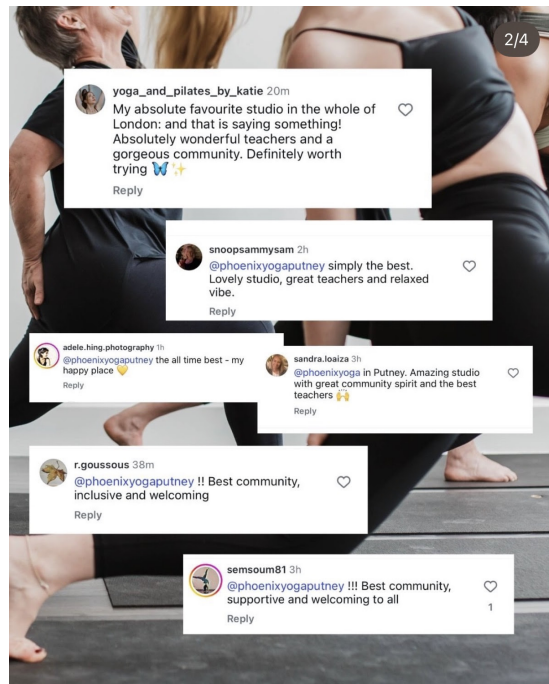 2/4
yoga_and_pilates_by_katie 20m
My absolute favourite studio in the whole of
London: and that is saying something!
Absolutely wonderful teachers and a
gorgeous community. Definitely worth
trying 🦋✨
Reply
snoopsammysam 2h
@phoenixyogaputney simply the best.
Lovely studio, great teachers and relaxed
vibe.
Reply
adele.hing.photography 1h
@phoenixyogaputney the all time best - my
happy place 💛
Reply
sandra.loaiza 3h
@phoenixyoga in Putney. Amazing studio
with great community spirit and the best
teachers 🙌
Reply
r.goussous 38m
@phoenixyogaputney !! Best community,
inclusive and welcoming
Reply
semsoum81 3h
@phoenixyogaputney !!! Best community,
supportive and welcoming to all
1
Reply